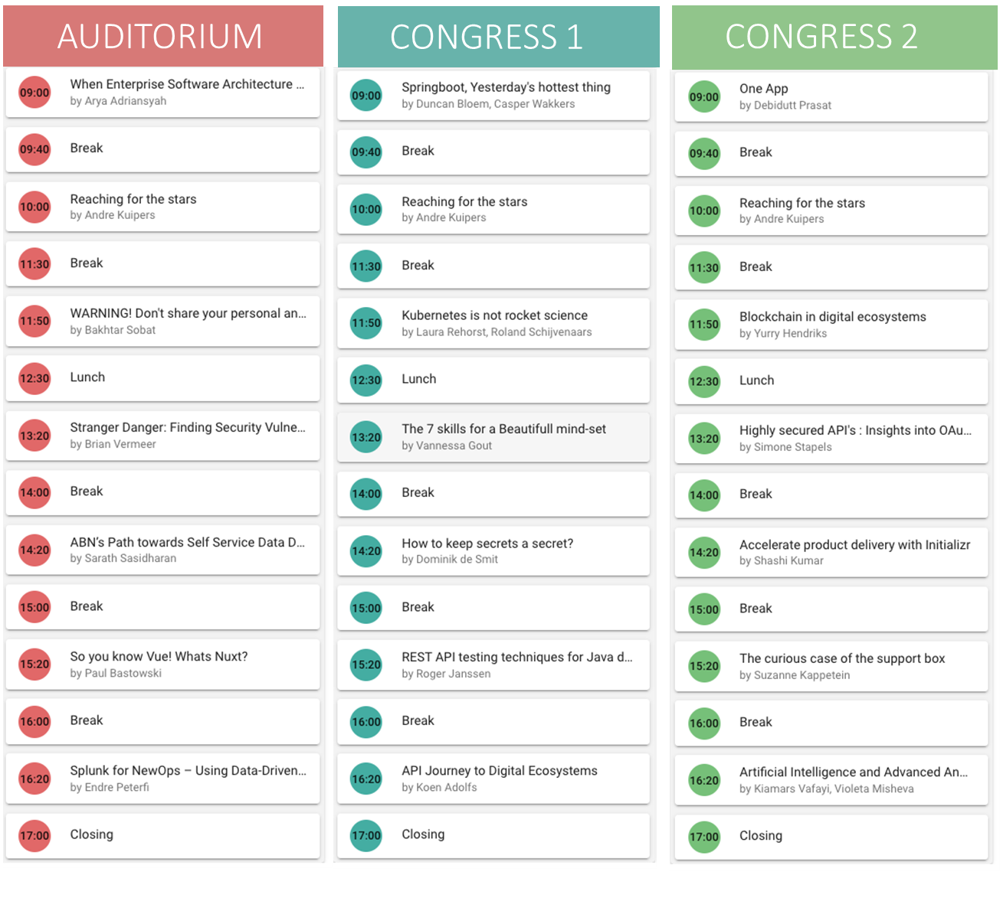 AUDITORIUM
09:00
When Enterprise Software Architecture ...
by Arya Adriansyah
09:40
Break
10:00
Reaching for the stars
by Andre Kuipers
11:30
Break
11:50
WARNING! Don't share your personal an...
by Bakhtar Sobat
12:30
Lunch
13:20
Stranger Danger: Finding Security Vulne...
by Brian Vermeer
14:00
Break
14:20
ABN’s Path towards Self Service Data D...
by Sarath Sasidharan
15:00
Break
15:20
So you know Vue! Whats Nuxt?
by Paul Bastowski
16:00
Break
16:20
Splunk for NewOps – Using Data-Driven...
by Endre Peterfi
17:00
Closing
CONGRESS 1
09:00
Springboot, Yesterday's hottest thing
by Duncan Bloem, Casper Wakkers
09:40
Break
10:00
Reaching for the stars
by Andre Kuipers
11:30
Break
11:50
Kubernetes is not rocket science
by Laura Rehorst, Roland Schijvenaars
12:30
Lunch
13:20
The 7 skills for a Beautifull mind-set
by Vannessa Gout
14:00
Break
14:20
How to keep secrets a secret?
by Dominik de Smit
15:00
Break
15:20
REST API testing techniques for Java d...
by Roger Janssen
16:00
Break
16:20
API Journey to Digital Ecosystems
by Koen Adolfs
17:00
Closing
CONGRESS 2
09:00
One App
by Debidutt Prasat
09:40
Break
10:00
Reaching for the stars
by Andre Kuipers
11:30
Break
11:50
Blockchain in digital ecosystems
by Yurry Hendriks
12:30
Lunch
13:20
Highly secured API's : Insights into OAu...
by Simone Stapels
14:00
Break
14:20
Accelerate product delivery with Initializr
by Shashi Kumar
15:00
Break
15:20
The curious case of the support box
by Suzanne Kappetein
16:00
Break
16:20
Artificial Intelligence and Advanced An...
by Kiamars Vafayi, Violeta Misheva
17:00
Closing